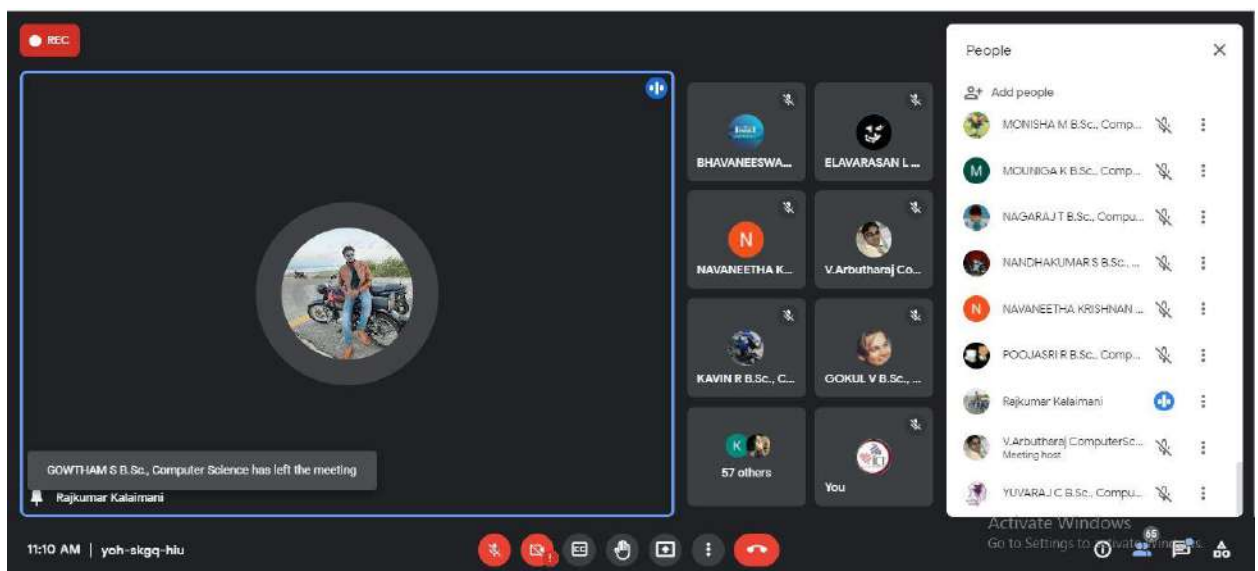 REC
BHAVANEESWA...
ELAVARASAN L ...
NAVANEETHA K...
V.Arbutharaj Co...
KAVIN R B.Sc., C...
GOKUL V B.Sc., ...
K
57 others
You
N
GOWTHAM S B.Sc., Computer Science has left the meeting
Rajkumar Kalaimani
11:10 AM | yoh-skgq-hiu
People
Add people
MONISHA M B.Sc., Comp...
M
MOUNIGA K B.Sc., Comp...
NAGARAJ T B.Sc., Compu...
NANDHAKUMAR S B.Sc., ...
N
NAVANEETHA KRISHNAN ...
POOJASRI R B.Sc., Comp...
Rajkumar Kalaimani
V.Arbutharaj ComputerSc...
Meeting host
YUVARAJ C B.Sc., Compu...
Activate Windows
Go to Settings to activate Windows.
65